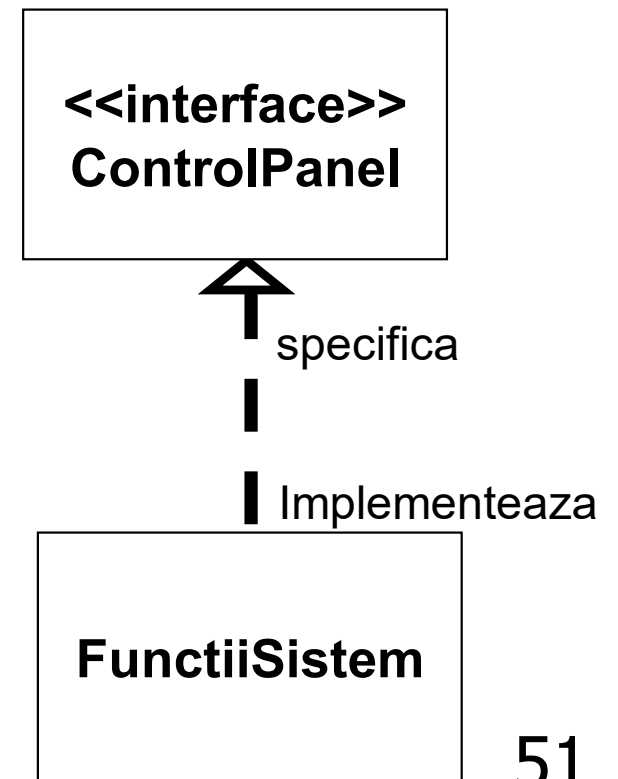 <<interface>>
ControlPanel
specifica
Implementeaza
FunctiiSistem
51